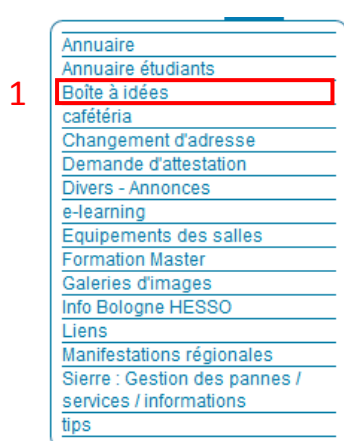 Annuaire
Annuaire étudiants
1 Boîte à idées
cafétéria
Changement d'adresse
Demande d'attestation
Divers - Annonces
e-learning
Equipements des salles
Formation Master
Galeries d'images
Info Bologne HESSO
Liens
Manifestations régionales
Sierre : Gestion des pannes /
services / informations
tips